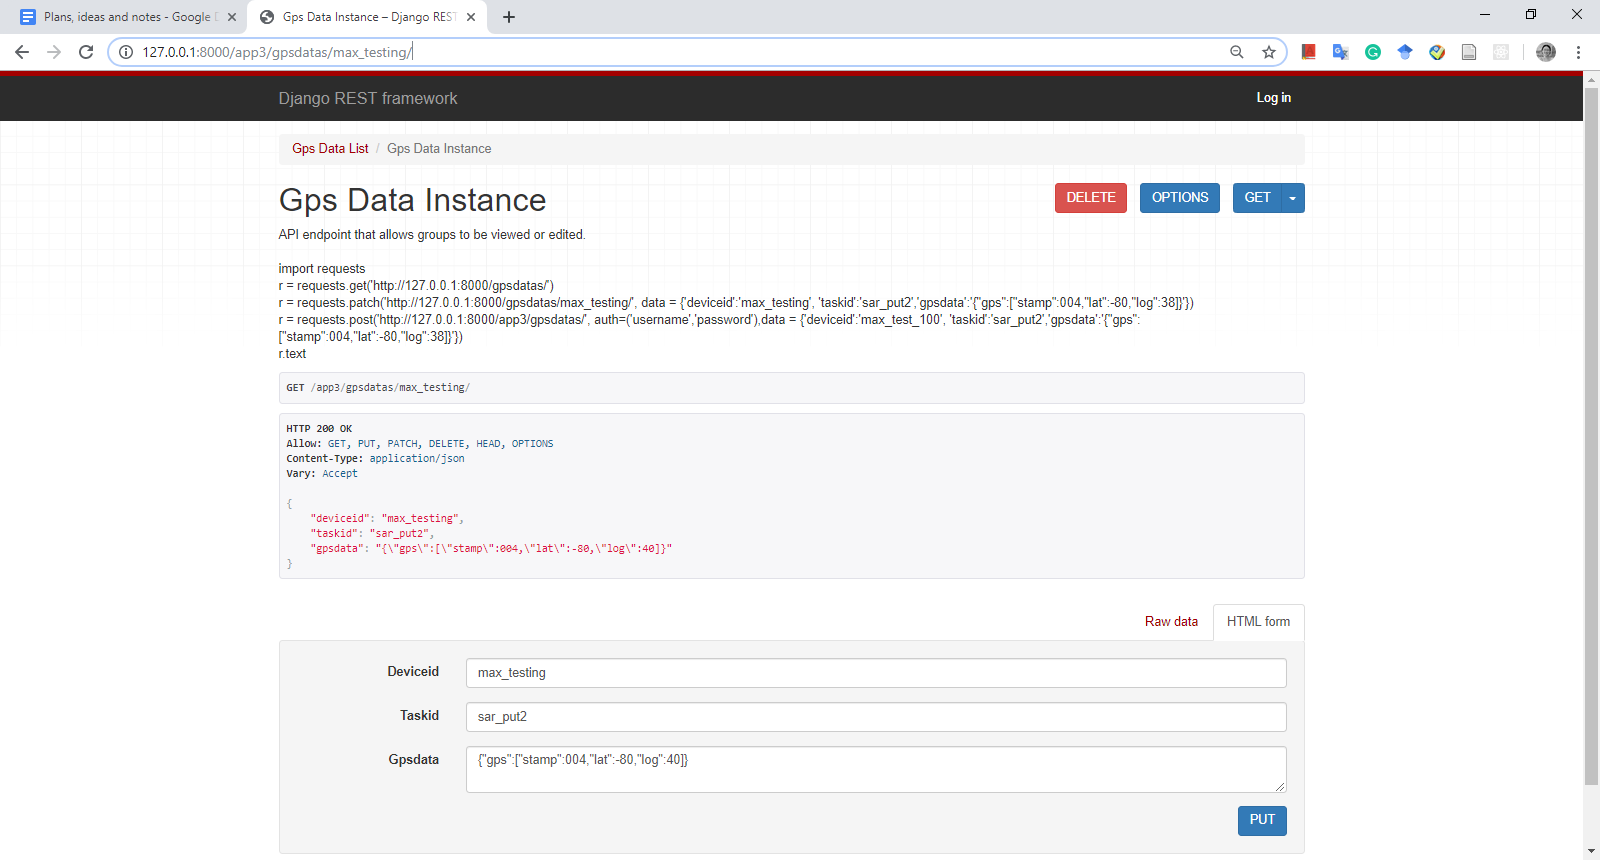 Plans, ideas and notes - Google D
Gps Data Instance – Django REST
127.0.0.1:8000/app3/gpsdatas/max_testing/
Django REST framework
Log in
Gps Data List / Gps Data Instance
Gps Data Instance
DELETE
OPTIONS
GET
API endpoint that allows groups to be viewed or edited.
import requests
r = requests.get('http://127.0.0.1:8000/gpsdatas/')
r = requests.patch('http://127.0.0.1:8000/gpsdatas/max_testing/', data = {'deviceid':'max_testing', 'taskid':'sar_put2','gpsdata':'{"gps":["stamp":004,"lat":-80,"log":38]}'})
r = requests.post('http://127.0.0.1:8000/app3/gpsdatas/', auth=('username','password'),data = {'deviceid':'max_test_100', 'taskid':'sar_put2','gpsdata':'{"gps":
["stamp":004,"lat":-80,"log":38]}'})
r.text
GET /app3/gpsdatas/max_testing/
HTTP 200 OK
Allow: GET, PUT, PATCH, DELETE, HEAD, OPTIONS
Content-Type: application/json
Vary: Accept
{
"deviceid": "max_testing",
"taskid": "sar_put2",
"gpsdata": "{\"gps\":[\"stamp\":004,\"lat\":-80,\"log\":40]}"
}
Raw data
HTML form
Deviceid
max_testing
Taskid
sar_put2
Gpsdata
{"gps":["stamp":004,"lat":-80,"log":40]}
PUT